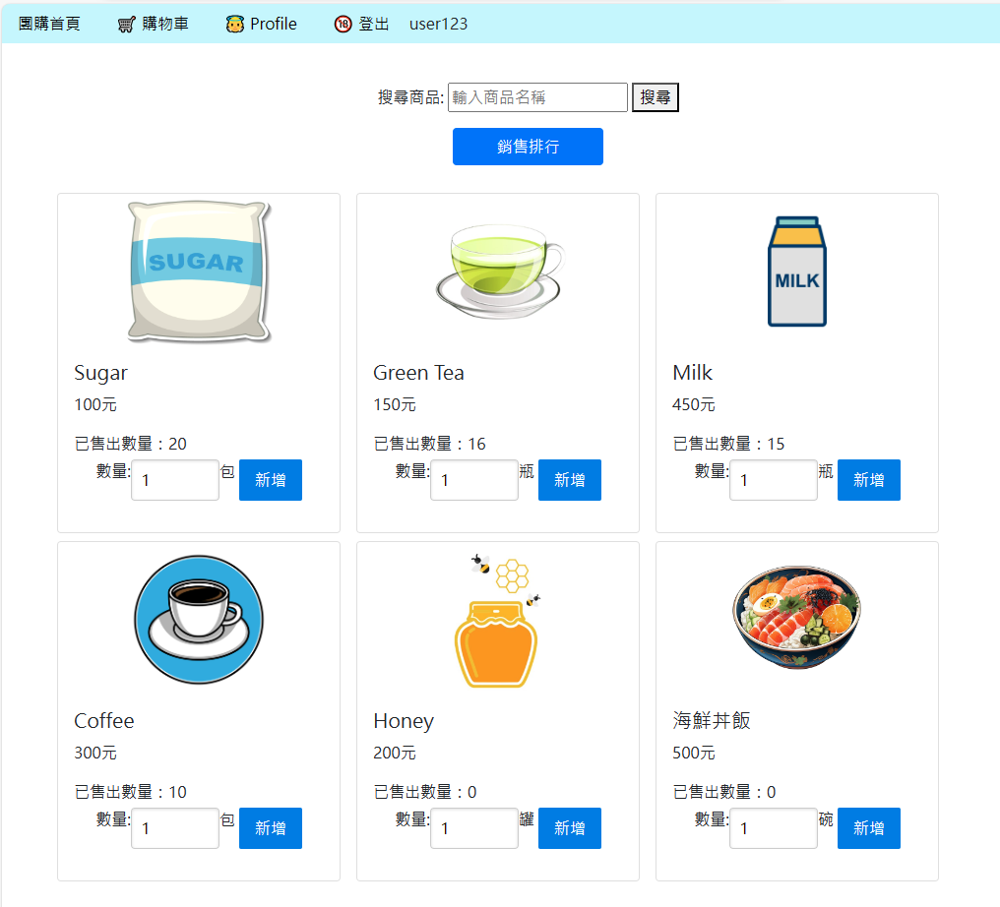 團購首頁 購物車 Profile 18 登出 user123
搜尋商品: 輸入商品名稱 搜尋
銷售排行
SUGAR MILK
Sugar Green Tea Milk
100元 150元 450元
已售出數量：20 已售出數量：16 已售出數量：15
數量: 1 包 新增 數量: 1 瓶 新增 數量: 1 瓶 新增
Coffee Honey 海鮮丼飯
300元 200元 500元
已售出數量：10 已售出數量：0 已售出數量：0
數量: 1 包 新增 數量: 1 罐 新增 數量: 1 碗 新增